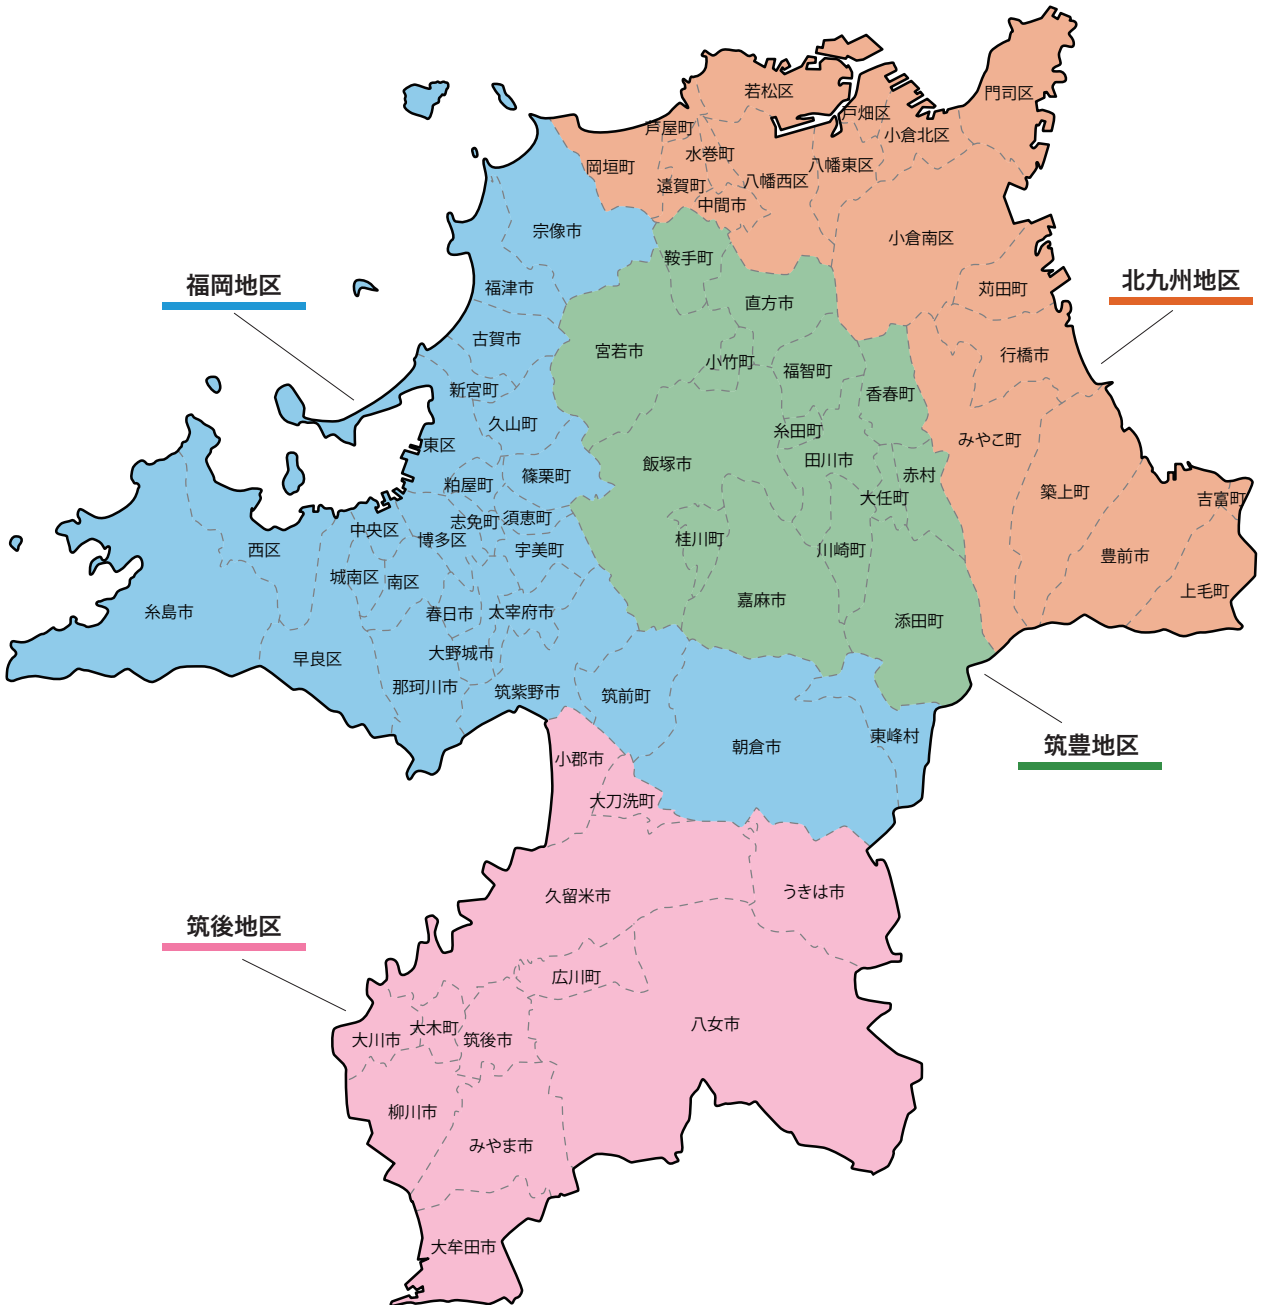 門司区
若松区
戸畑区
芦屋町
小倉北区
水巻町
岡垣町
八幡東区
遠賀町
八幡西区
中間市
宗像市
小倉南区
鞍手町
福岡地区
北九州地区
福津市
苅田町
直方市
古賀市
宮若市
行橋市
小竹町
福智町
新宮町
香春町
久山町
糸田町
みやこ町
東区
飯塚市
田川市
篠栗町
赤村
粕屋町
築上町
大任町
吉富町
志免町
須恵町
中央区
博多区
桂川町
西区
宇美町
川崎町
豊前市
城南区
南区
上毛町
嘉麻市
糸島市
春日市
太宰府市
添田町
大野城市
早良区
那珂川市
筑紫野市
筑前町
東峰村
朝倉市
筑豊地区
小郡市
大刀洗町
うきは市
久留米市
筑後地区
広川町
八女市
大木町
大川市
筑後市
柳川市
みやま市
大牟田市